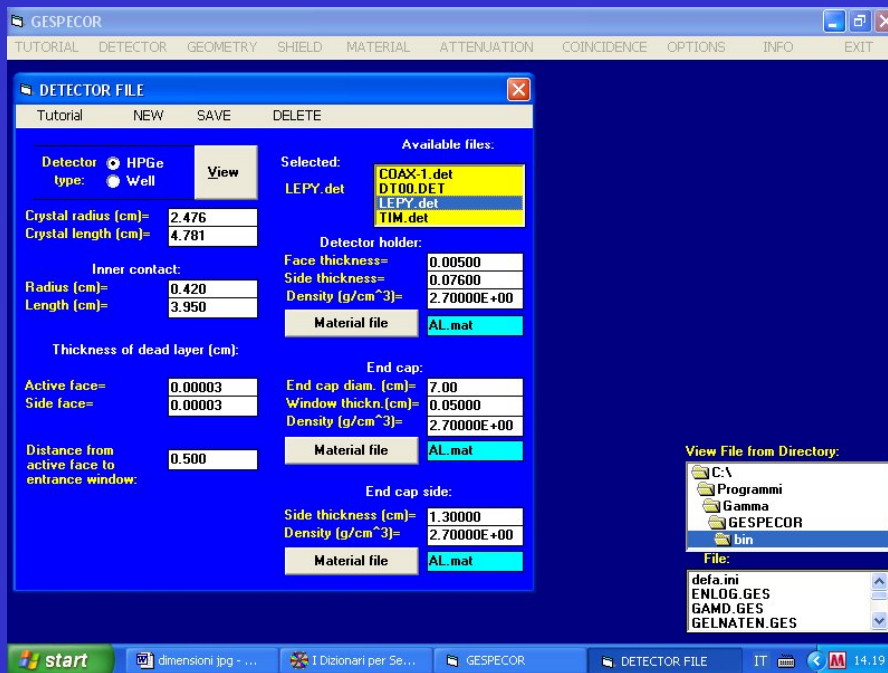 GESPECOR
TUTORIAL DETECTOR GEOMETRY SHIELD MATERIAL ATTENUATION COINCIDENCE OPTIONS INFO EXIT
DETECTOR FILE
Tutorial NEW SAVE DELETE
Detector type:
HPGe
Well
View
Crystal radius (cm)= 2.476
Crystal length (cm)= 4.781
Inner contact:
Radius (cm)= 0.420
Length (cm)= 3.950
Thickness of dead layer (cm):
Active face= 0.00003
Side face= 0.00003
Distance from
active face to
entrance window:
0.500
Available files:
Selected:
LEPY.det
COAX-1.det
DT00.DET
LEPY.det
TIM.det
Detector holder:
Face thickness= 0.00500
Side thickness= 0.07600
Density (g/cm^3)= 2.70000E+00
Material file AL.mat
End cap:
End cap diam. (cm)= 7.00
Window thickn.(cm)= 0.05000
Density (g/cm^3)= 2.70000E+00
Material file AL.mat
End cap side:
Side thickness (cm)= 1.30000
Density (g/cm^3)= 2.70000E+00
Material file AL.mat
View File from Directory:
C:\
Programmi
Gamma
GESPECOR
bin
File:
defa.ini
ENLOG.GES
GAMD.GES
GELNATEN.GES
start
dimensioni jpg - ...
I Dizionari per Se...
GESPECOR
DETECTOR FILE
IT
14.19